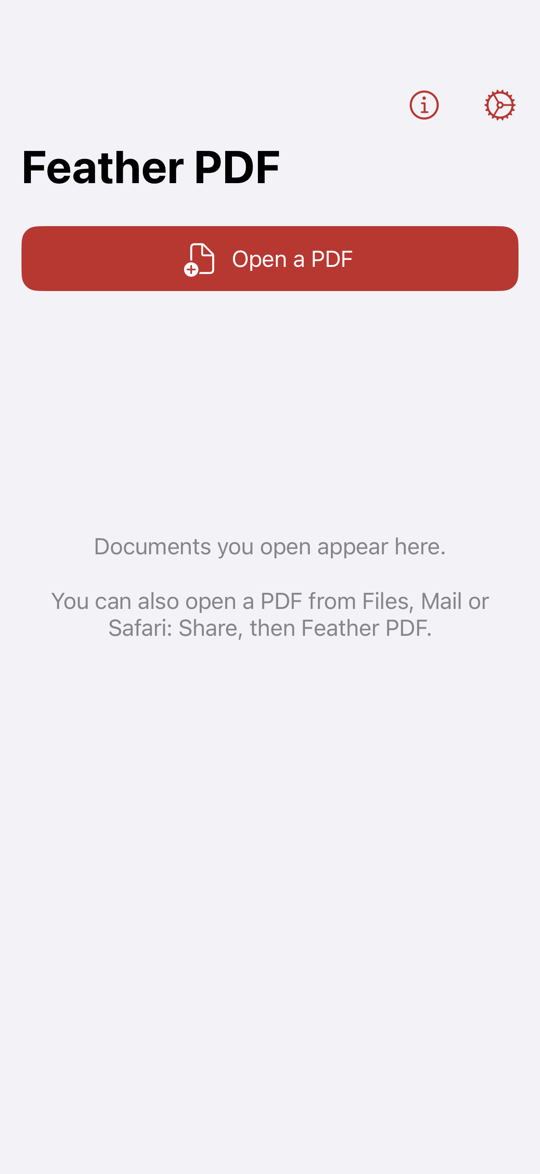 Feather PDF
Open a PDF
Documents you open appear here.
You can also open a PDF from Files, Mail or
Safari: Share, then Feather PDF.